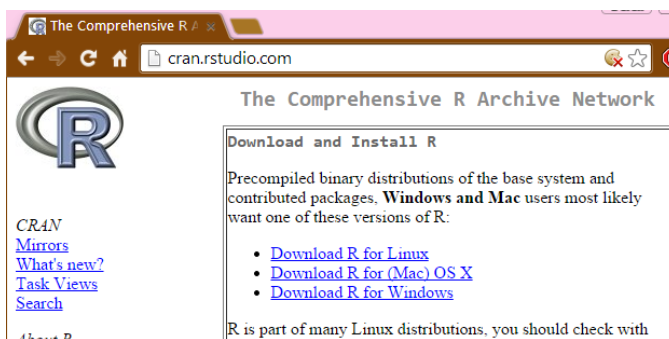 The Comprehensive R A
cran.rstudio.com
R
The Comprehensive R Archive Network
CRAN
Mirrors
What's new?
Task Views
Search
About R
Download and Install R
Precompiled binary distributions of the base system and
contributed packages, Windows and Mac users most likely
want one of these versions of R:
Download R for Linux
Download R for (Mac) OS X
Download R for Windows
R is part of many Linux distributions, you should check with